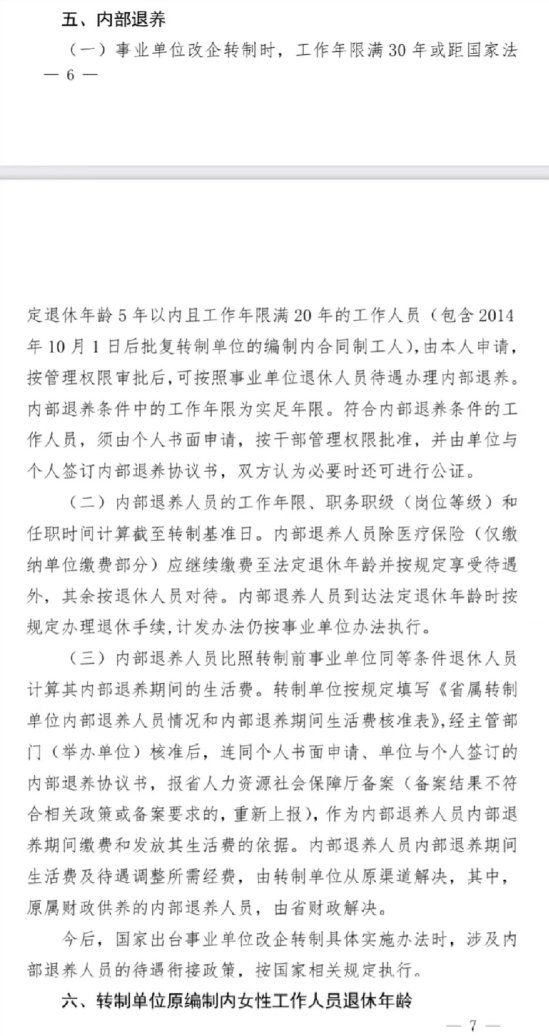 五、内部退养
（一）事业单位改企转制时，工作年限满 30 年或距国家法
— 6 —
定退休年龄 5 年以内且工作年限满 20 年的工作人员（包含 2014
年 10 月 1 日后批复转制单位的编制内合同制工人），由本人申请，
按管理权限审批后，可按照事业单位退休人员待遇办理内部退养。
内部退养条件中的工作年限为实足年限。符合内部退养条件的工
作人员，须由个人书面申请，按干部管理权限批准，并由单位与
个人签订内部退养协议书，双方认为必要时还可进行公证。
（二）内部退养人员的工作年限、职务职级（岗位等级）和
任职时间计算截至转制基准日。内部退养人员除医疗保险（仅缴
纳单位缴费部分）应继续缴费至法定退休年龄并按规定享受待遇
外，其余按退休人员对待。内部退养人员到达法定退休年龄时按
规定办理退休手续，计发办法仍按事业单位办法执行。
（三）内部退养人员比照转制前事业单位同等条件退休人员
计算其内部退养期间的生活费。转制单位按规定填写《省属转制
单位内部退养人员情况和内部退养期间生活费核准表》，经主管部
门（举办单位）核准后，连同个人书面申请、单位与个人签订的
内部退养协议书，报省人力资源社会保障厅备案（备案结果不符
合相关政策或备案要求的，重新上报），作为内部退养人员内部退
养期间缴费和发放其生活费的依据。内部退养人员内部退养期间
生活费及待遇调整所需经费，由转制单位从原渠道解决，其中，
原属财政供养的内部退养人员，由省财政解决。
今后，国家出台事业单位改企转制具体实施办法时，涉及内
部退养人员的待遇衔接政策，按国家相关规定执行。
六、转制单位原编制内女性工作人员退休年龄
— 7 —